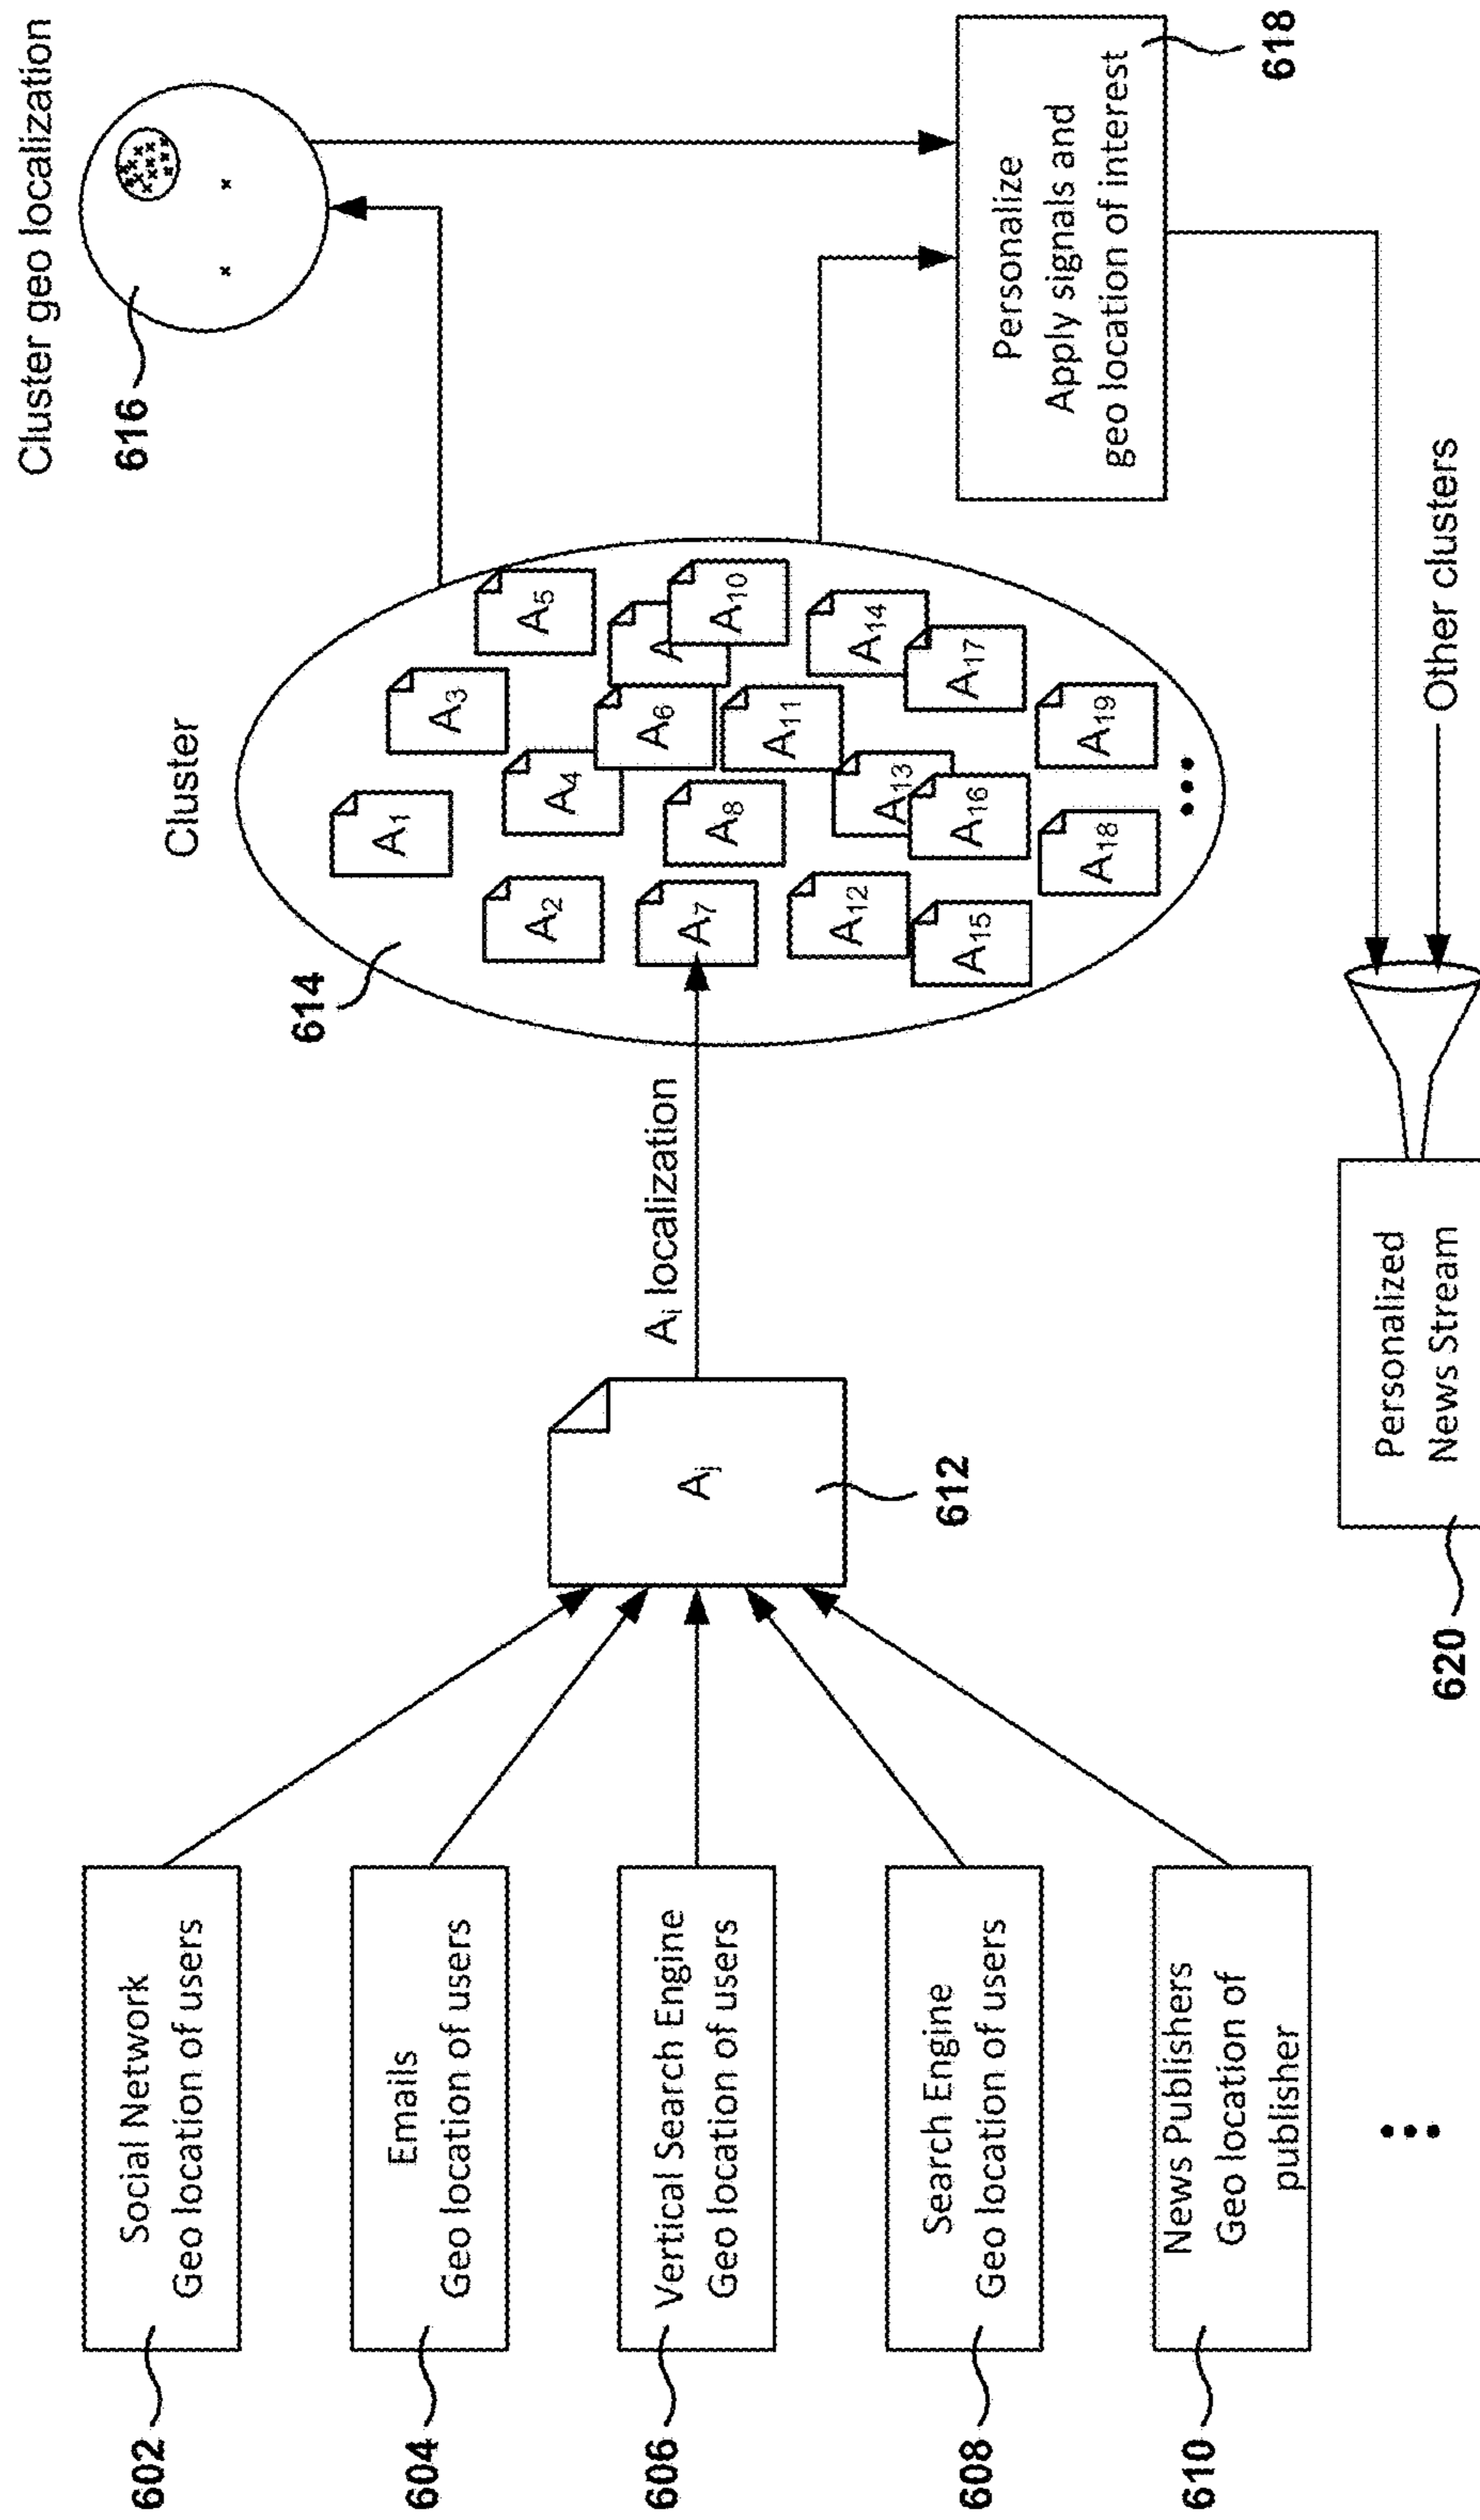 602
Social Network
Geo location of users
604
Emails
Geo location of users
606
Vertical Search Engine
Geo location of users
608
Search Engine
Geo location of users
610
News Publishers
Geo location of
publisher
Aj
612
Ai localization
Cluster
614
A1
A2
A3
A4
A5
A6
A7
A8
A
A10
A11
A12
A13
A14
A15
A16
A17
A18
A19
Cluster geo localization
616
Personalize
Apply signals and
geo location of interest
618
Other clusters
Personalized
News Stream
620